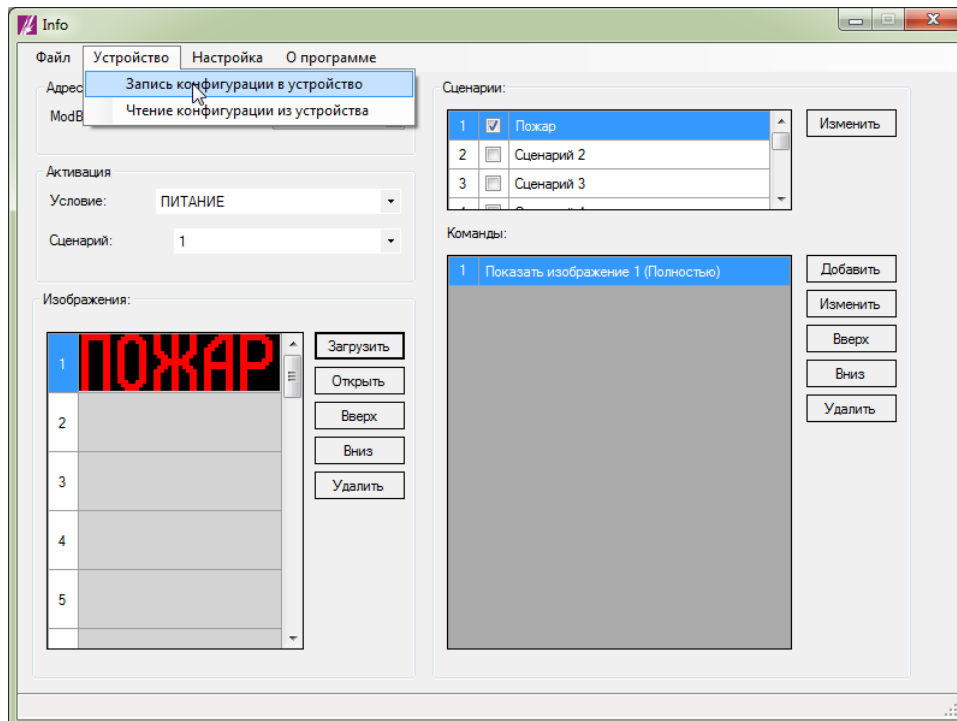 Info
Файл Устройство Настройка О программе
Запись конфигурации в устройство
Чтение конфигурации из устройства
Адрес
ModB
Активация
Условие: ПИТАНИЕ
Сценарий: 1
Изображения:
1 ПОЖАР
2
3
4
5
Загрузить
Открыть
Вверх
Вниз
Удалить
Сценарии:
1 Пожар
2 Сценарий 2
3 Сценарий 3
Изменить
Команды:
1 Показать изображение 1 (Полностью)
Добавить
Изменить
Вверх
Вниз
Удалить